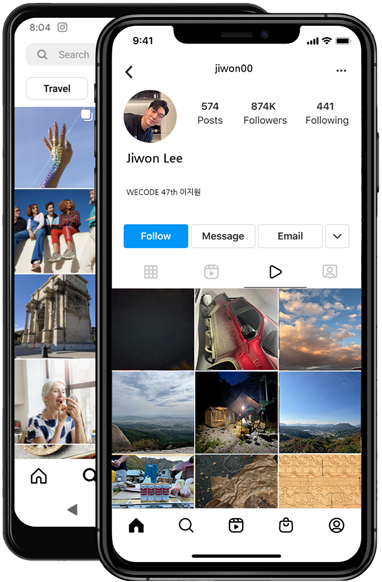 8:04
Search
Travel
9:41
jiwon00
574 874K 441
Posts Followers Following
Jiwon Lee
WECODE 47th 이지원
Follow Message Email